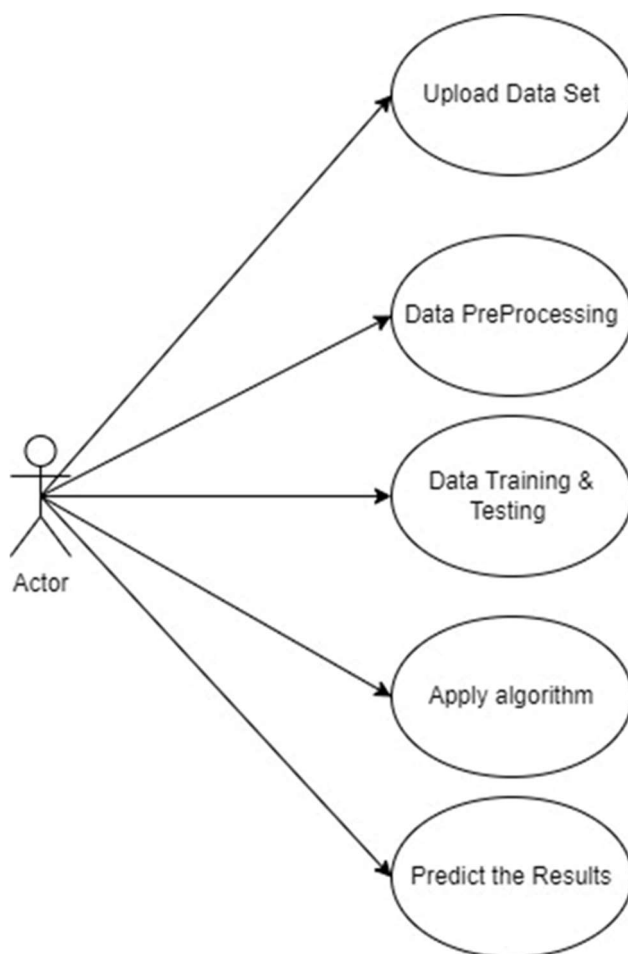 Upload Data Set
Data PreProcessing
Data Training &
Testing
Actor
Apply algorithm
Predict the Results